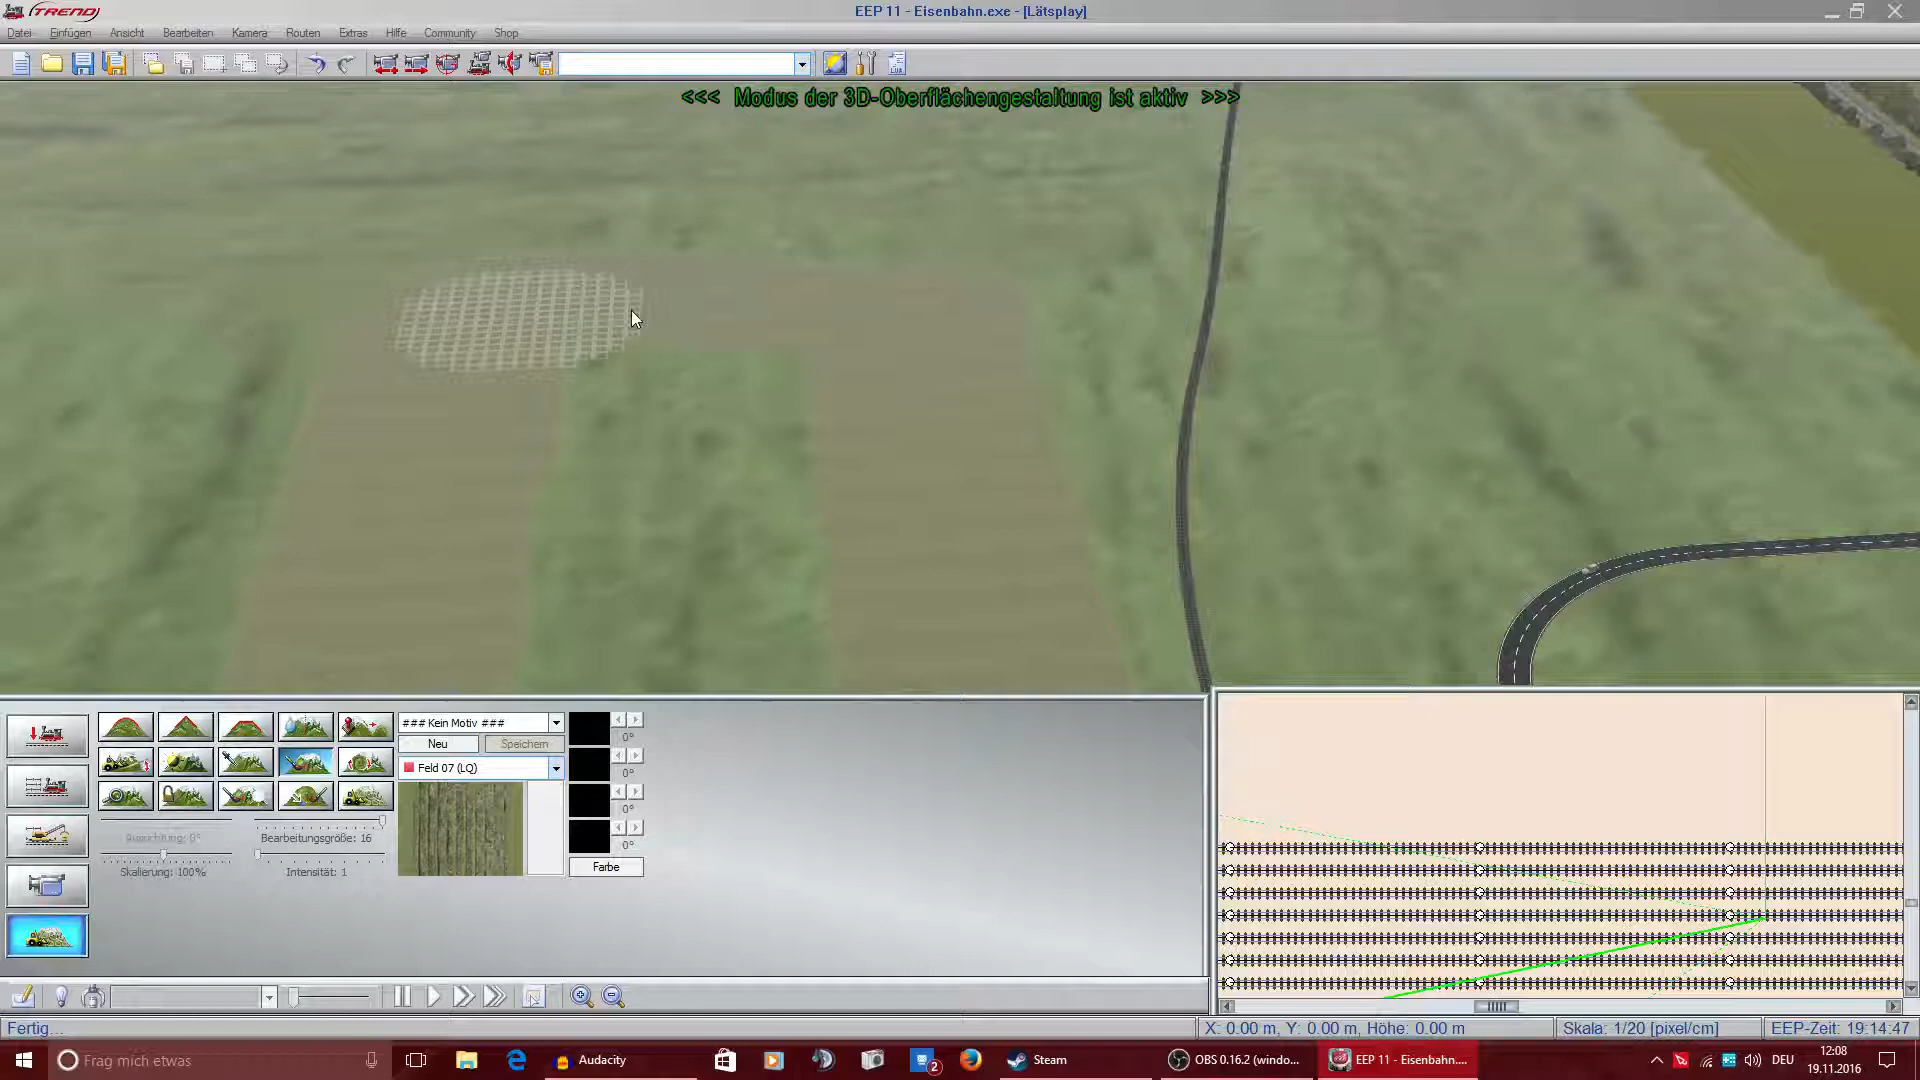 TREND
EEP 11 - Eisenbahn.exe - [Lätsplay]
Datei Einfügen Ansicht Bearbeiten Kamera Routen Extras Hilfe Community Shop
<<< Modus der 3D-Oberflächengestaltung ist aktiv >>>
### Kein Motiv ###
Neu Speichern
Feld 07 (LQ)
0°
0°
0°
0°
Farbe
Ausrichtung: 0°
Bearbeitungsgröße: 16
Skalierung: 100%
Intensität: 1
Fertig...
X: 0.00 m, Y: 0.00 m, Höhe: 0.00 m
Skala: 1/20 [pixel/cm]
EEP-Zeit: 19:14:47
Frag mich etwas
Audacity
2
Steam
OBS 0.16.2 (windo...
EEP 11 - Eisenbahn....
DEU
12:08
19.11.2016